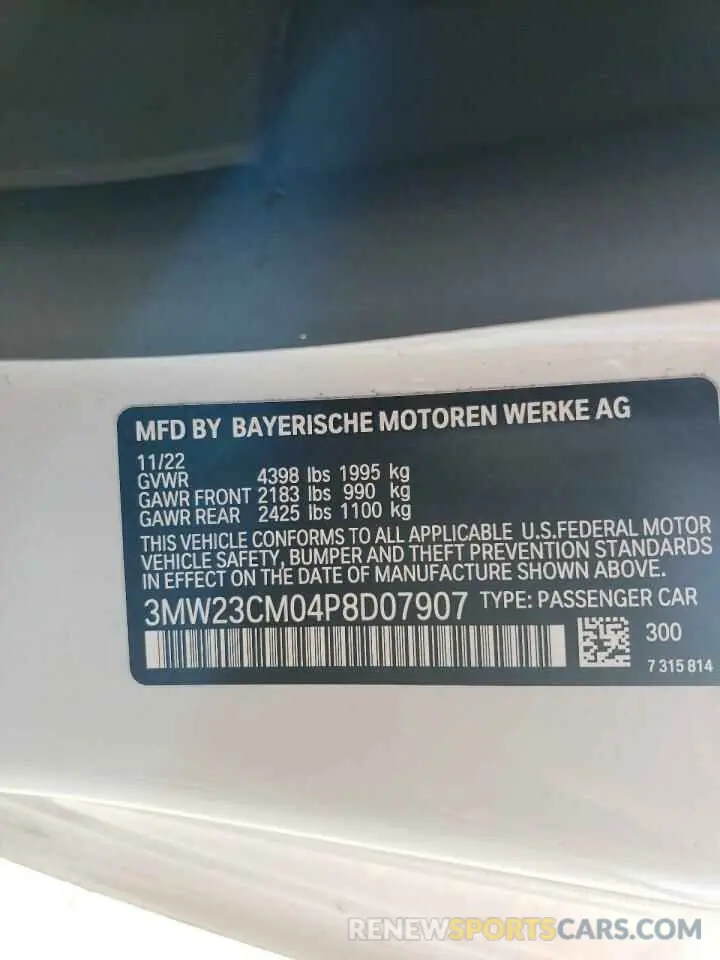 MFD BY BAYERISCHE MOTOREN WERKE AG
11/22
GVWR 4398 lbs 1995 kg
GAWR FRONT 2183 lbs 990 kg
GAWR REAR 2425 lbs 1100 kg
THIS VEHICLE CONFORMS TO ALL APPLICABLE U.S.FEDERAL MOTOR
VEHICLE SAFETY, BUMPER AND THEFT PREVENTION STANDARDS
IN EFFECT ON THE DATE OF MANUFACTURE SHOWN ABOVE.
3MW23CM04P8D07907 TYPE: PASSENGER CAR
300
7 315 814
RENEWSPORTSCARS.COM